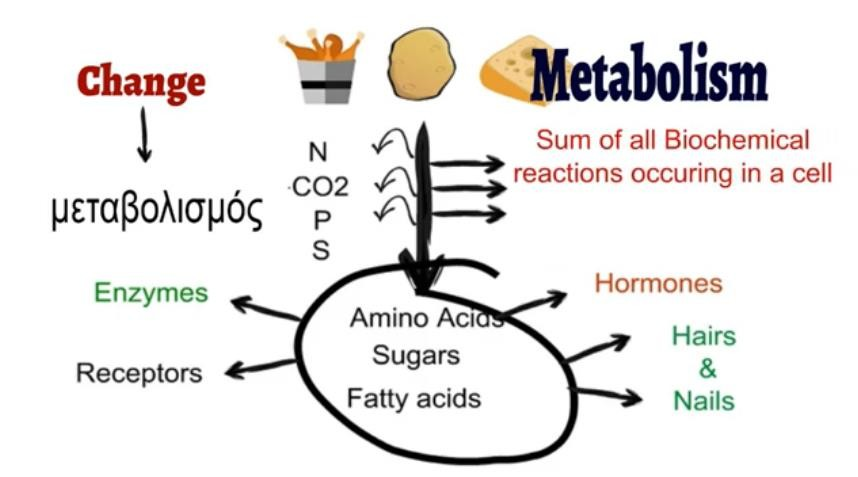 Change
Metabolism
Sum of all Biochemical
reactions occuring in a cell
N
CO2
P
S
μεταβολισμός
Enzymes
Receptors
Amino Acids
Sugars
Fatty acids
Hormones
Hairs
&
Nails